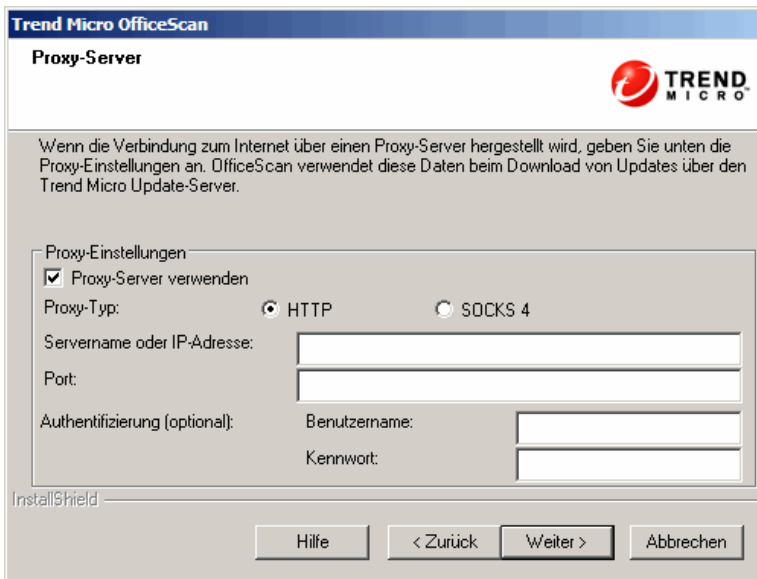 Trend Micro OfficeScan
Proxy-Server
TREND
MICRO
Wenn die Verbindung zum Internet über einen Proxy-Server hergestellt wird, geben Sie unten die
Proxy-Einstellungen an. OfficeScan verwendet diese Daten beim Download von Updates über den
Trend Micro Update-Server.
Proxy-Einstellungen
Proxy-Server verwenden
Proxy-Typ: HTTP SOCKS 4
Servername oder IP-Adresse:
Port:
Authentifizierung (optional): Benutzername:
Kennwort:
InstallShield
Hilfe < Zurück Weiter > Abbrechen